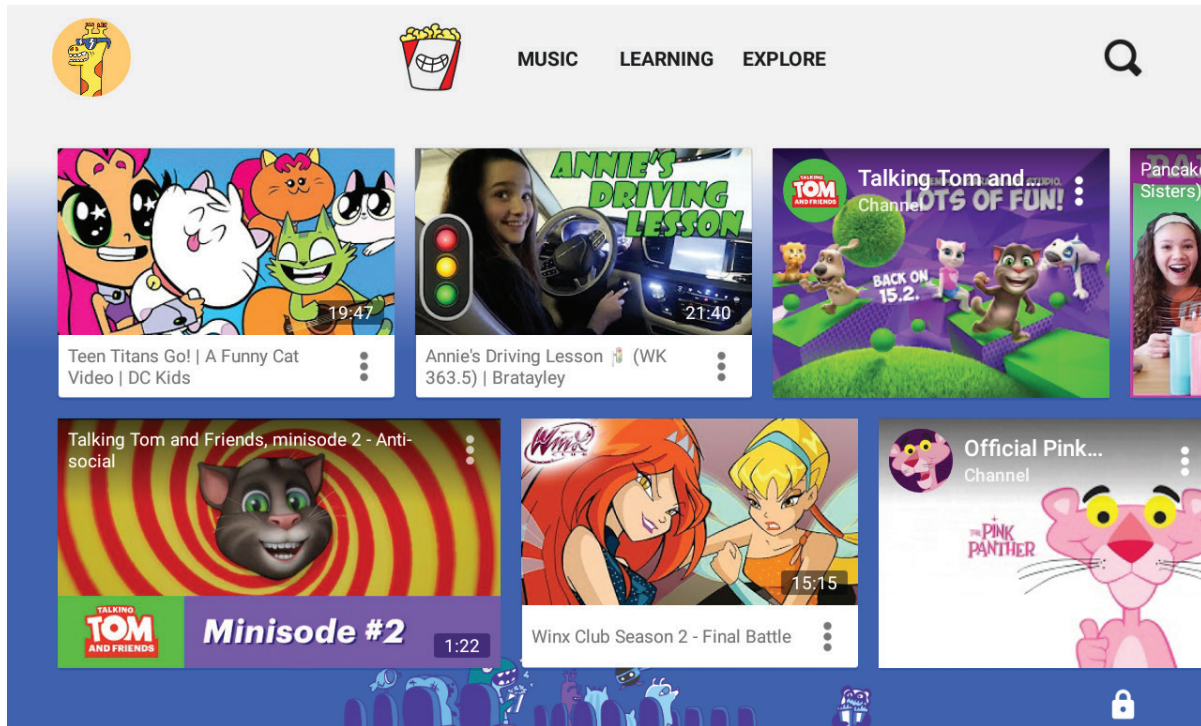 MUSIC LEARNING EXPLORE
ANNIE'S
DRIVING
LESSON
19:47
21:40
Teen Titans Go! | A Funny Cat
Video | DC Kids
Annie's Driving Lesson 🚦 (WK
363.5) | Bratayley
TALKING
TOM
AND FRIENDS
Talking Tom and...
Channel
STUDIO.
LOTS OF FUN!
BACK ON
15.2.
Pancake
Sisters)
Talking Tom and Friends, minisode 2 - Anti-
social
TALKING
TOM
AND FRIENDS
Minisode #2
1:22
Winx
CLUB
15:15
Winx Club Season 2 - Final Battle
Official Pink...
Channel
THE PINK
PANTHER